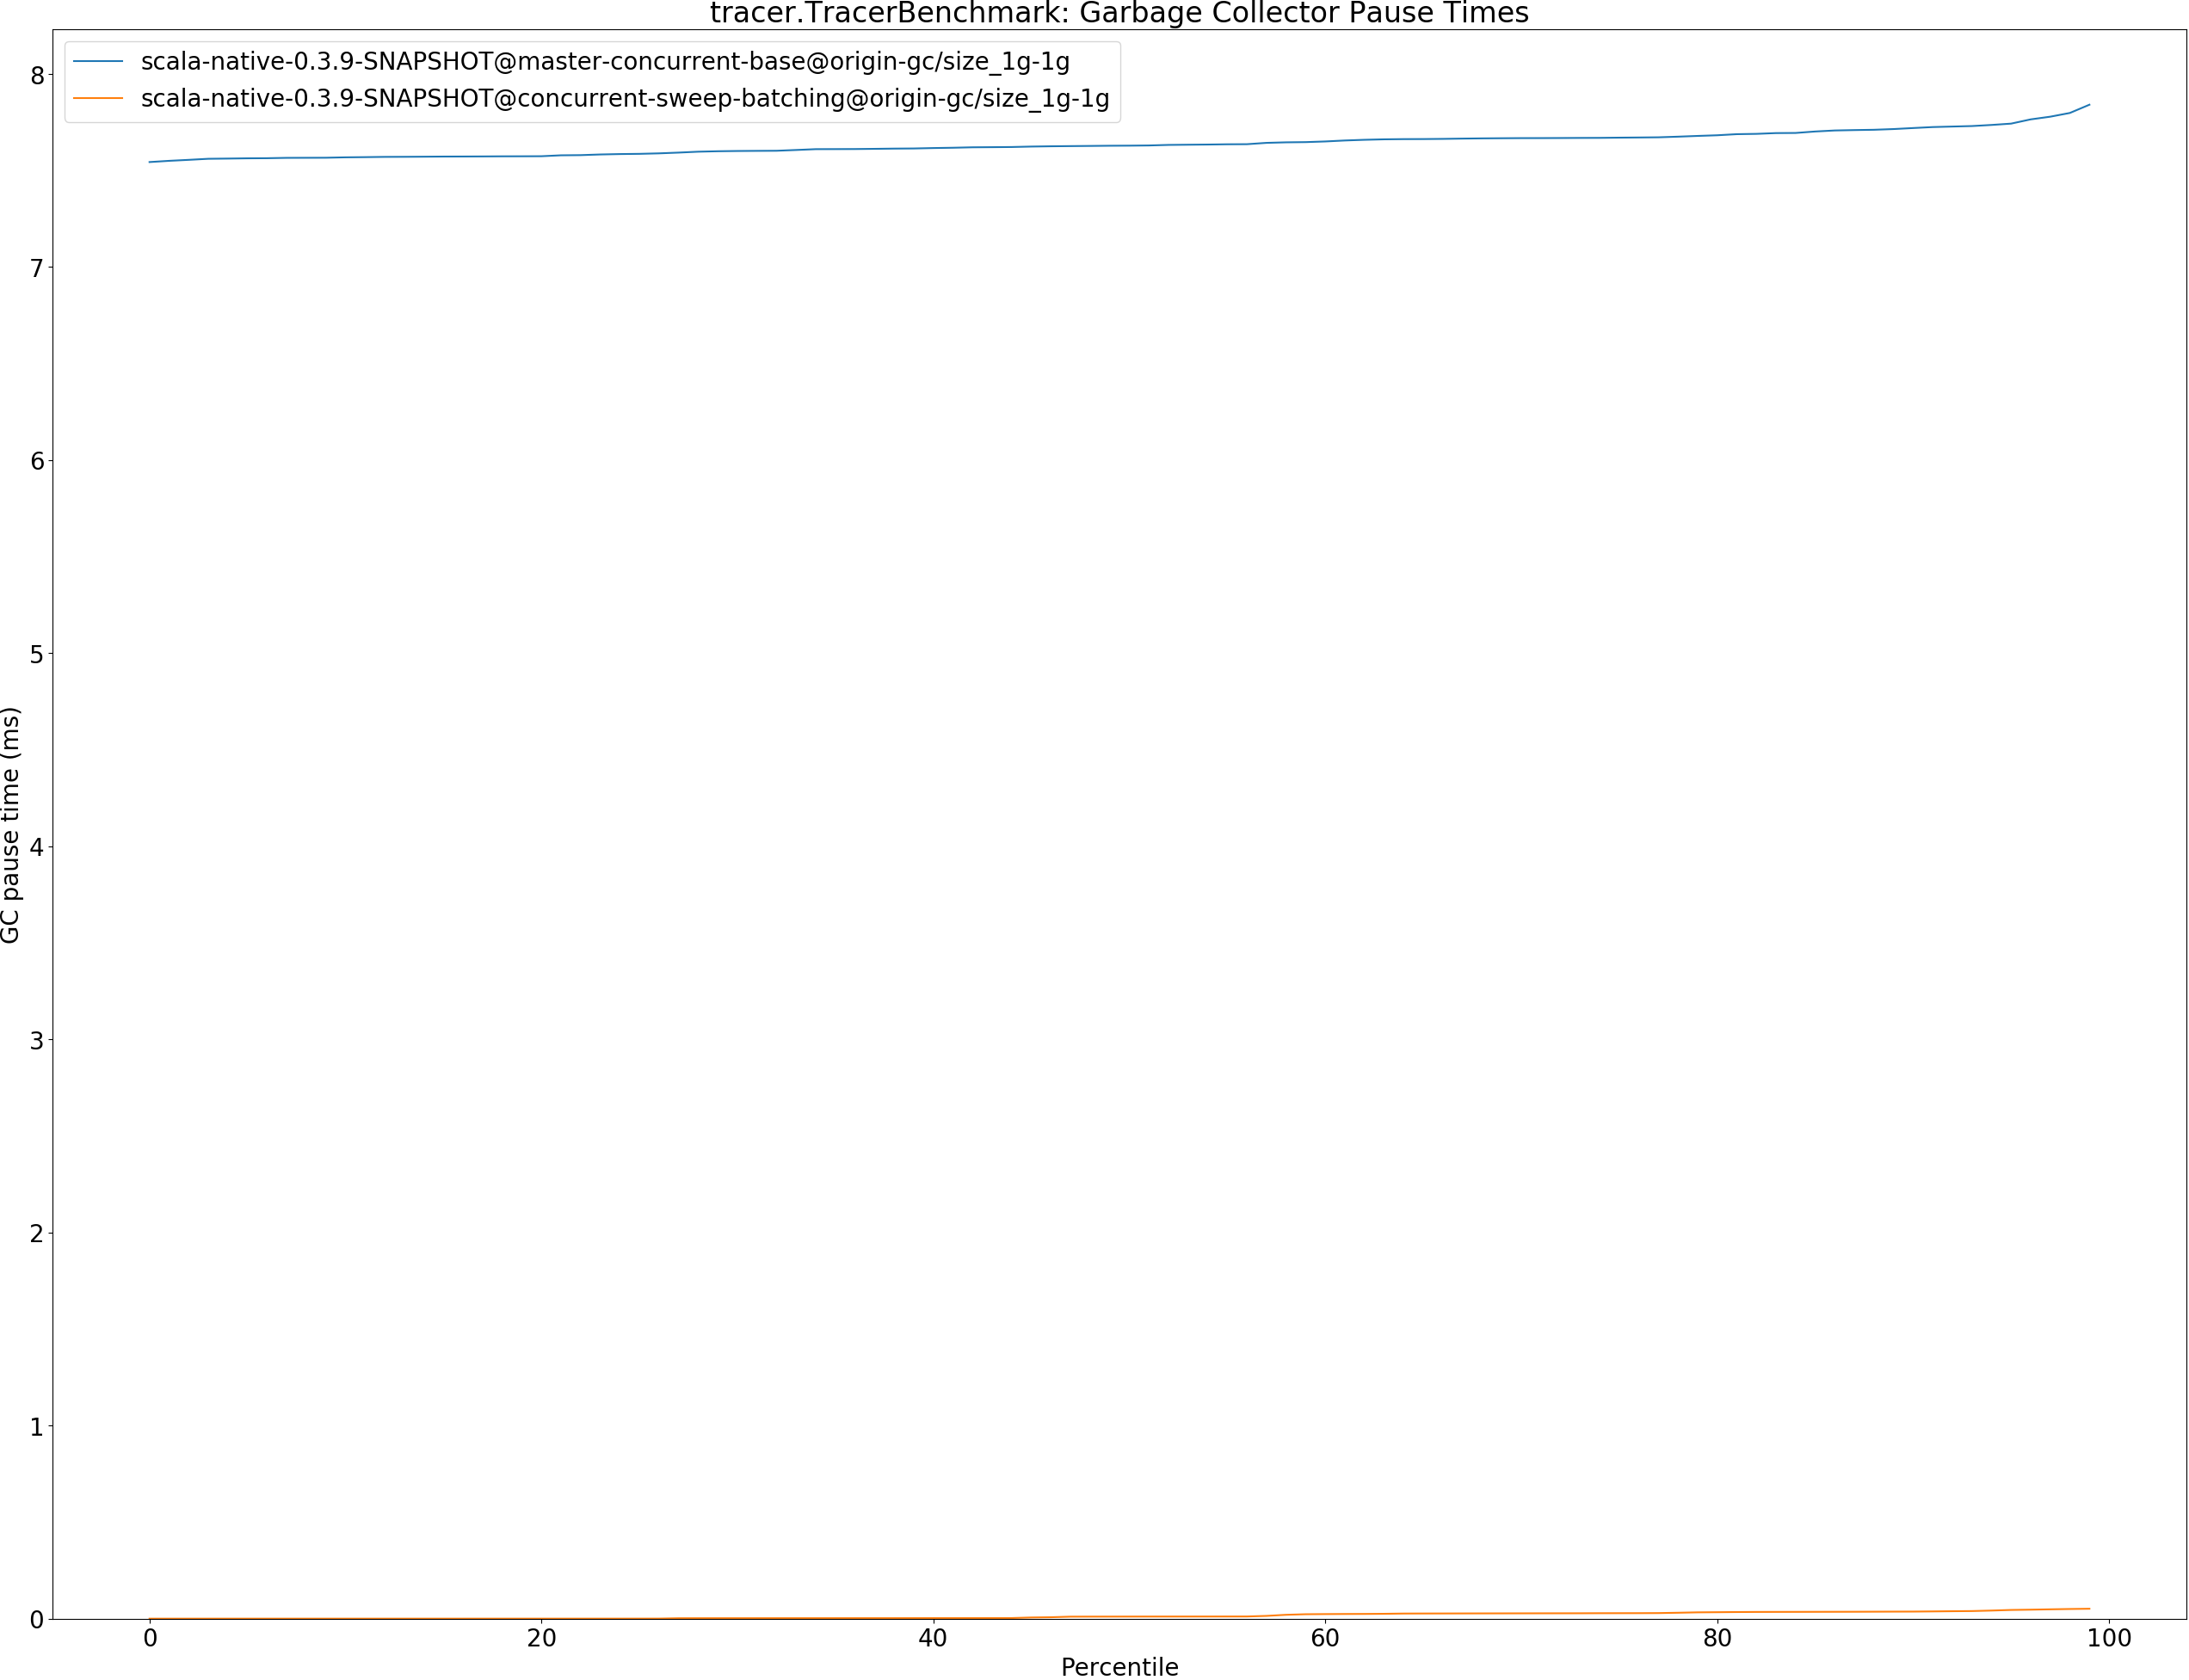 tracer.TracerBenchmark: Garbage Collector Pause Times
scala-native-0.3.9-SNAPSHOT@master-concurrent-base@origin-gc/size_1g-1g
scala-native-0.3.9-SNAPSHOT@concurrent-sweep-batching@origin-gc/size_1g-1g
8
7
6
5
4
3
2
1
0
GC pause time (ms)
0 20 40 60 80 100
Percentile